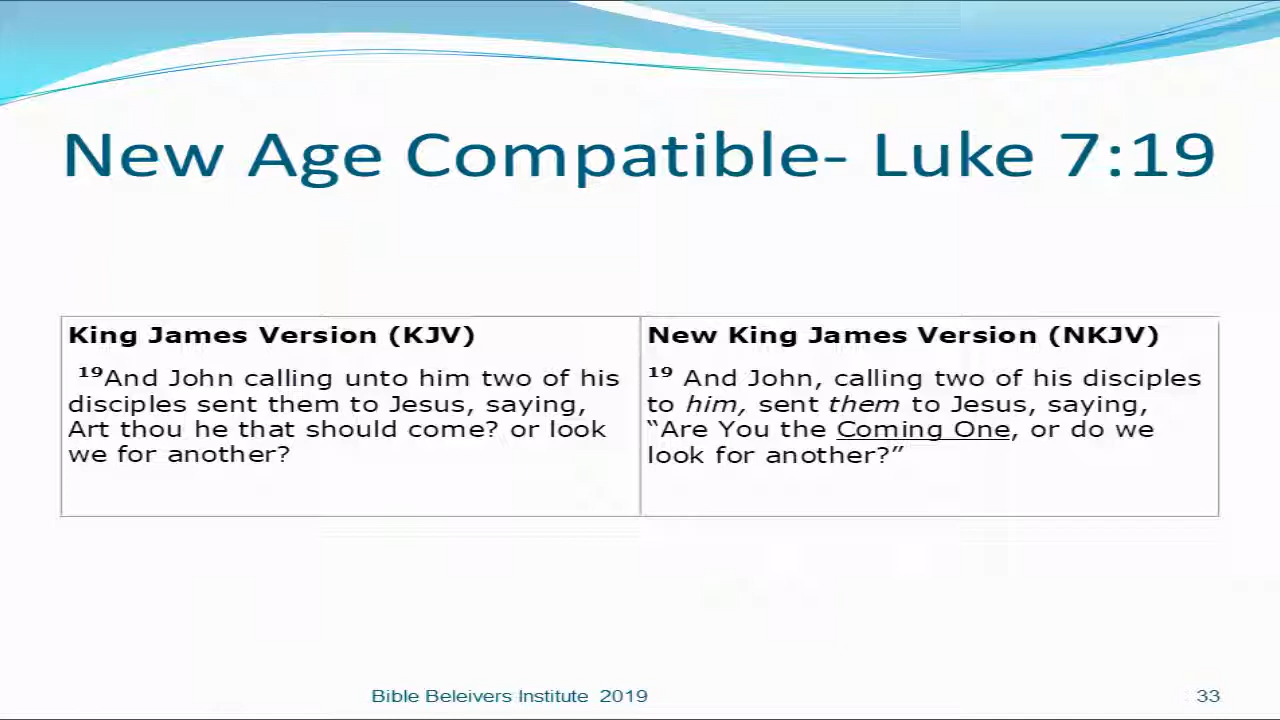 New Age Compatible- Luke 7:19
King James Version (KJV)
19And John calling unto him two of his
disciples sent them to Jesus, saying,
Art thou he that should come? or look
we for another?
New King James Version (NKJV)
19 And John, calling two of his disciples
to him, sent them to Jesus, saying,
“Are You the Coming One, or do we
look for another?”
Bible Beleivers Institute 2019
33